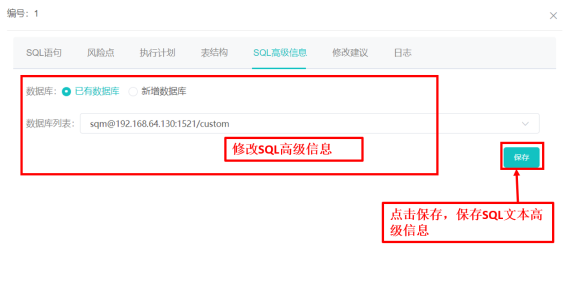 编号：1
SQL语句 风险点 执行计划 表结构 SQL高级信息 修改建议 日志
数据库： 已有数据库 新增数据库
数据库列表： sqm@192.168.64.130:1521/custom
修改SQL高级信息
保存
点击保存，保存SQL文本高
级信息